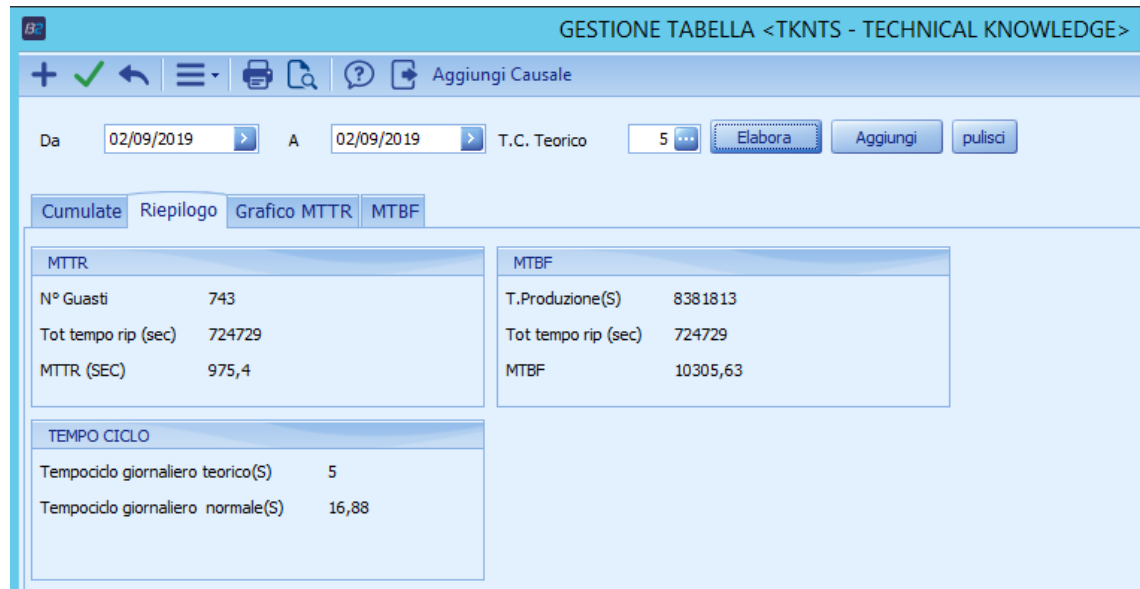 B2 GESTIONE TABELLA <TKNTS - TECHNICAL KNOWLEDGE>
Aggiungi Causale
Da 02/09/2019 A 02/09/2019 T.C. Teorico 5 Elabora Aggiungi pulisci
Cumulate Riepilogo Grafico MTTR MTBF
MTTR
N° Guasti 743
Tot tempo rip (sec) 724729
MTTR (SEC) 975,4
MTBF
T.Produzione(S) 8381813
Tot tempo rip (sec) 724729
MTBF 10305,63
TEMPO CICLO
Tempociclo giornaliero teorico(S) 5
Tempociclo giornaliero normale(S) 16,88